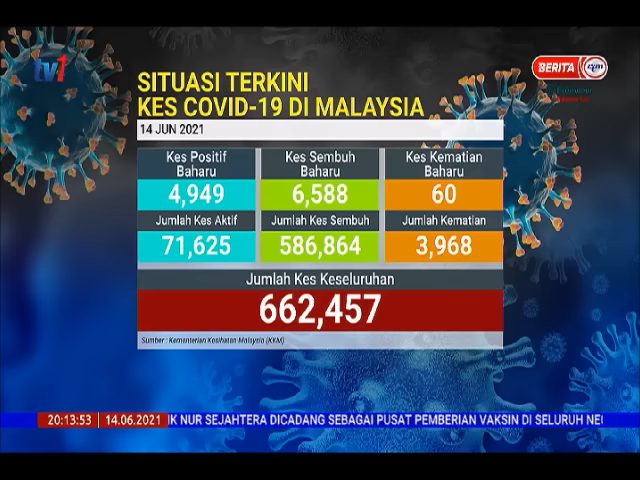 tv1
BERITA
SITUASI TERKINI
KES COVID-19 DI MALAYSIA
14 JUN 2021
Kes Positif Baharu
Kes Sembuh Baharu
Kes Kematian Baharu
4,949
6,588
60
Jumlah Kes Aktif
Jumlah Kes Sembuh
Jumlah Kematian
71,625
586,864
3,968
Jumlah Kes Keseluruhan
662,457
Sumber : Kementerian Kesihatan Malaysia (KKM)
20:13:53 14.06.2021 IK NUR SEJAHTERA DICADANG SEBAGAI PUSAT PEMBERIAN VAKSIN DI SELURUH NEG